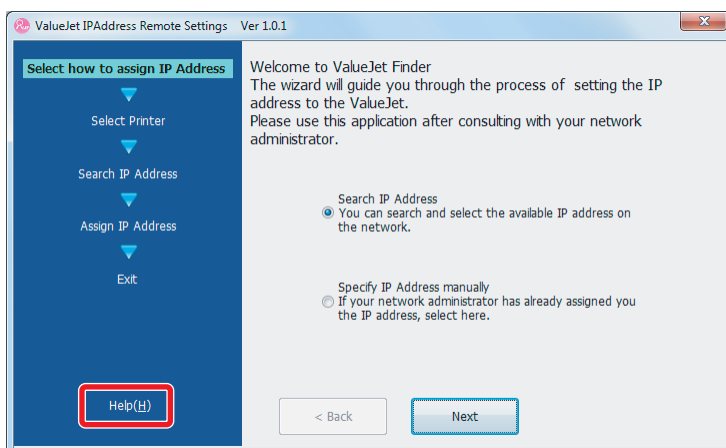 ValueJet IPAddress Remote Settings Ver 1.0.1
Select how to assign IP Address
Select Printer
Search IP Address
Assign IP Address
Exit
Help(H)
Welcome to ValueJet Finder
The wizard will guide you through the process of setting the IP
address to the ValueJet.
Please use this application after consulting with your network
administrator.
Search IP Address
You can search and select the available IP address on
the network.
Specify IP Address manually
If your network administrator has already assigned you
the IP address, select here.
< Back
Next